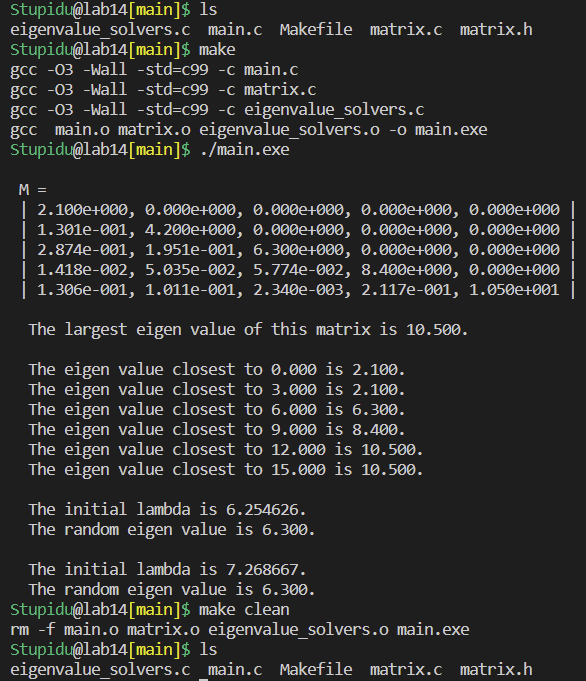 Stupidu@lab14[main]$ ls
eigenvalue_solvers.c  main.c  Makefile  matrix.c  matrix.h
Stupidu@lab14[main]$ make
gcc -O3 -Wall -std=c99 -c main.c
gcc -O3 -Wall -std=c99 -c matrix.c
gcc -O3 -Wall -std=c99 -c eigenvalue_solvers.c
gcc  main.o matrix.o eigenvalue_solvers.o -o main.exe
Stupidu@lab14[main]$ ./main.exe
M =
| 2.100e+000, 0.000e+000, 0.000e+000, 0.000e+000, 0.000e+000 |
| 1.301e-001, 4.200e+000, 0.000e+000, 0.000e+000, 0.000e+000 |
| 2.874e-001, 1.951e-001, 6.300e+000, 0.000e+000, 0.000e+000 |
| 1.418e-002, 5.035e-002, 5.774e-002, 8.400e+000, 0.000e+000 |
| 1.306e-001, 1.011e-001, 2.340e-003, 2.117e-001, 1.050e+001 |
The largest eigen value of this matrix is 10.500.
The eigen value closest to 0.000 is 2.100.
The eigen value closest to 3.000 is 2.100.
The eigen value closest to 6.000 is 6.300.
The eigen value closest to 9.000 is 8.400.
The eigen value closest to 12.000 is 10.500.
The eigen value closest to 15.000 is 10.500.
The initial lambda is 6.254626.
The random eigen value is 6.300.
The initial lambda is 7.268667.
The random eigen value is 6.300.
Stupidu@lab14[main]$ make clean
rm -f main.o matrix.o eigenvalue_solvers.o main.exe
Stupidu@lab14[main]$ ls
eigenvalue_solvers.c  main.c  Makefile  matrix.c  matrix.h